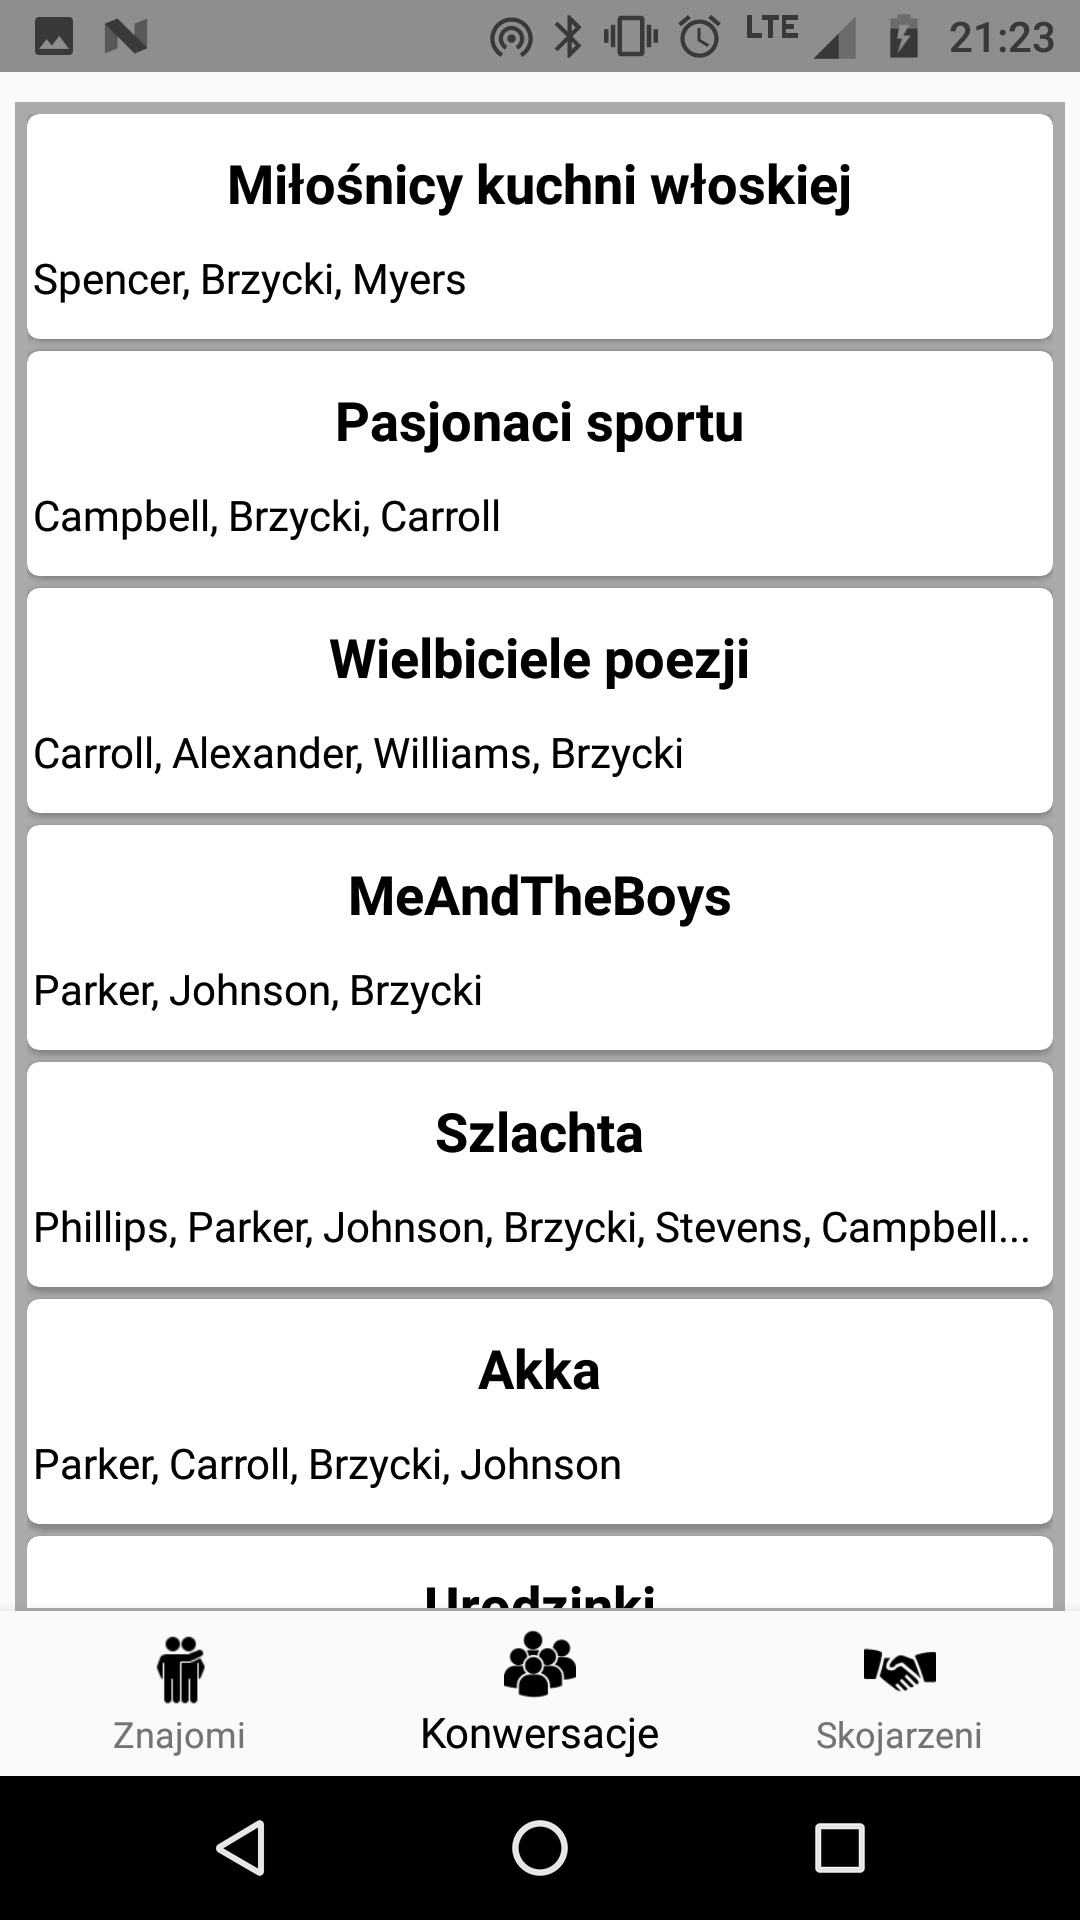 LTE 21:23
Miłośnicy kuchni włoskiej
Spencer, Brzycki, Myers
Pasjonaci sportu
Campbell, Brzycki, Carroll
Wielbiciele poezji
Carroll, Alexander, Williams, Brzycki
MeAndTheBoys
Parker, Johnson, Brzycki
Szlachta
Phillips, Parker, Johnson, Brzycki, Stevens, Campbell...
Akka
Parker, Carroll, Brzycki, Johnson
Urodzinki
Znajomi Konwersacje Skojarzeni